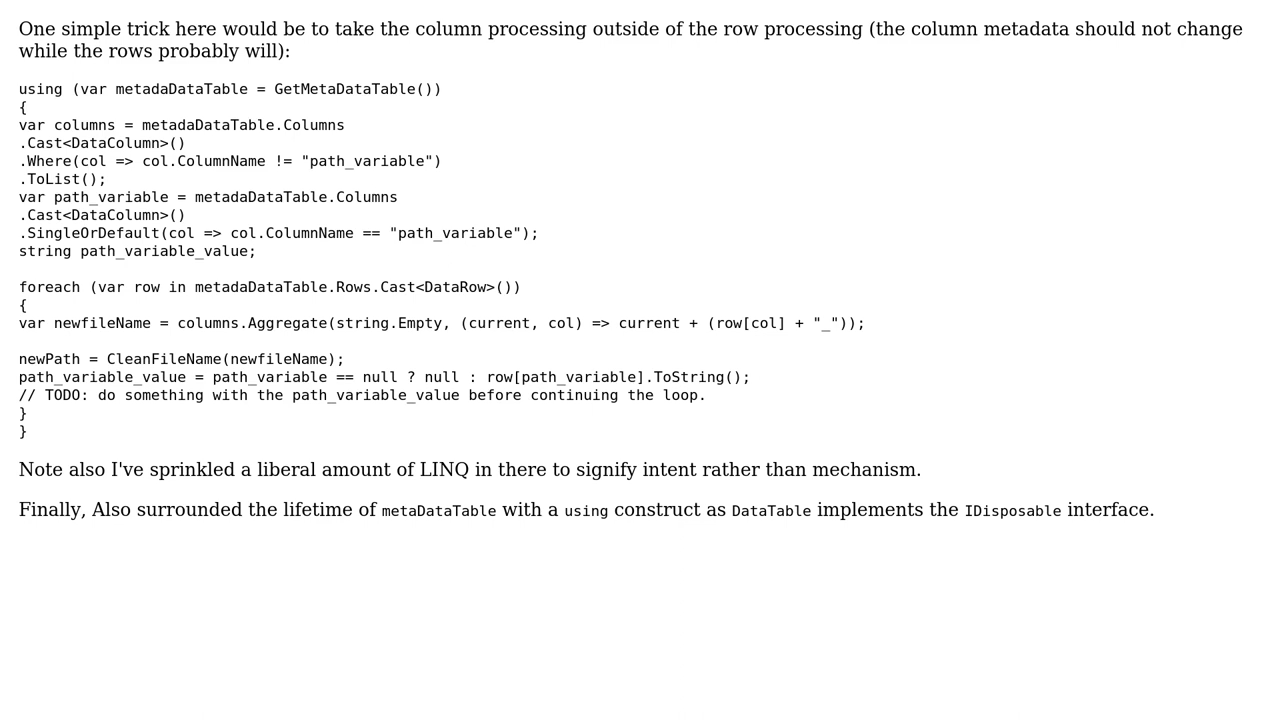 One simple trick here would be to take the column processing outside of the row processing (the column metadata should not change
while the rows probably will):
using (var metadaDataTable = GetMetaDataTable())
{
var columns = metadaDataTable.Columns
.Cast<DataColumn>()
.Where(col => col.ColumnName != "path_variable")
.ToList();
var path_variable = metadaDataTable.Columns
.Cast<DataColumn>()
.SingleOrDefault(col => col.ColumnName == "path_variable");
string path_variable_value;
foreach (var row in metadaDataTable.Rows.Cast<DataRow>())
{
var newfileName = columns.Aggregate(string.Empty, (current, col) => current + (row[col] + "_"));
newPath = CleanFileName(newfileName);
path_variable_value = path_variable == null ? null : row[path_variable].ToString();
// TODO: do something with the path_variable_value before continuing the loop.
}
}
Note also I've sprinkled a liberal amount of LINQ in there to signify intent rather than mechanism.
Finally, Also surrounded the lifetime of metaDataTable with a using construct as DataTable implements the IDisposable interface.